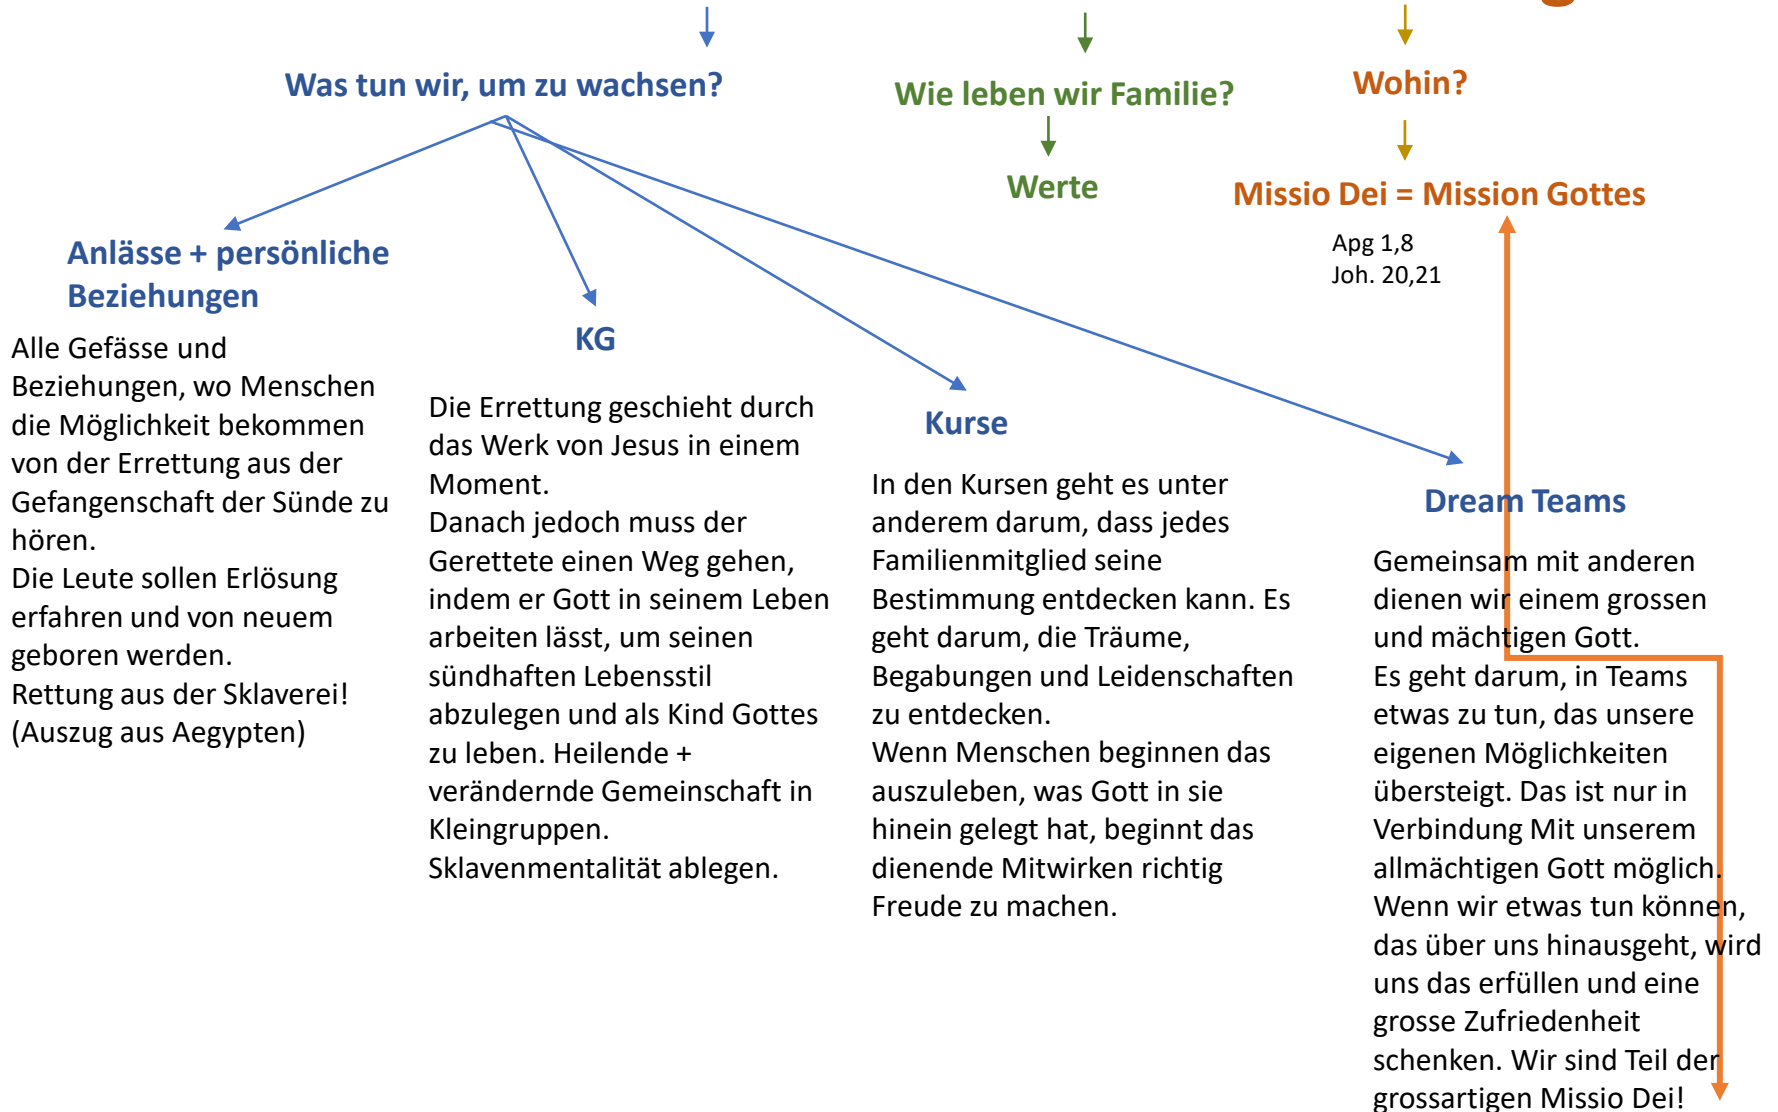 Was tun wir, um zu wachsen?
Wie leben wir Familie?
Wohin?
Werte
Missio Dei = Mission Gottes
Apg 1,8
Joh. 20,21
Anlässe + persönliche
Beziehungen
Alle Gefässe und
Beziehungen, wo Menschen
die Möglichkeit bekommen
von der Errettung aus der
Gefangenschaft der Sünde zu
hören.
Die Leute sollen Erlösung
erfahren und von neuem
geboren werden.
Rettung aus der Sklaverei!
(Auszug aus Aegypten)
KG
Die Errettung geschieht durch
das Werk von Jesus in einem
Moment.
Danach jedoch muss der
Gerettete einen Weg gehen,
indem er Gott in seinem Leben
arbeiten lässt, um seinen
sündhaften Lebensstil
abzulegen und als Kind Gottes
zu leben. Heilende +
verändernde Gemeinschaft in
Kleingruppen.
Sklavenmentalität ablegen.
Kurse
In den Kursen geht es unter
anderem darum, dass jedes
Familienmitglied seine
Bestimmung entdecken kann. Es
geht darum, die Träume,
Begabungen und Leidenschaften
zu entdecken.
Wenn Menschen beginnen das
auszuleben, was Gott in sie
hinein gelegt hat, beginnt das
dienende Mitwirken richtig
Freude zu machen.
Dream Teams
Gemeinsam mit anderen
dienen wir einem grossen
und mächtigen Gott.
Es geht darum, in Teams
etwas zu tun, das unsere
eigenen Möglichkeiten
übersteigt. Das ist nur in
Verbindung Mit unserem
allmächtigen Gott möglich.
Wenn wir etwas tun können,
das über uns hinausgeht, wird
uns das erfüllen und eine
grosse Zufriedenheit
schenken. Wir sind Teil der
grossartigen Missio Dei!